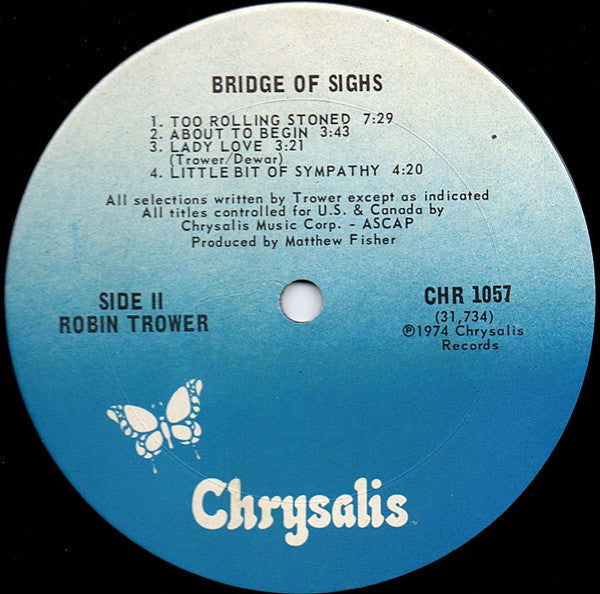 BRIDGE OF SIGHS
1. TOO ROLLING STONED 7:29
2. ABOUT TO BEGIN 3:43
3. LADY LOVE 3:21
(Trower/Dewar)
4. LITTLE BIT OF SYMPATHY 4:20
All selections written by Trower except as indicated
All titles controlled for U.S. & Canada by
Chrysalis Music Corp. - ASCAP
Produced by Matthew Fisher
SIDE II
ROBIN TROWER
CHR 1057
(31,734)
℗1974 Chrysalis
Records
Chrysalis